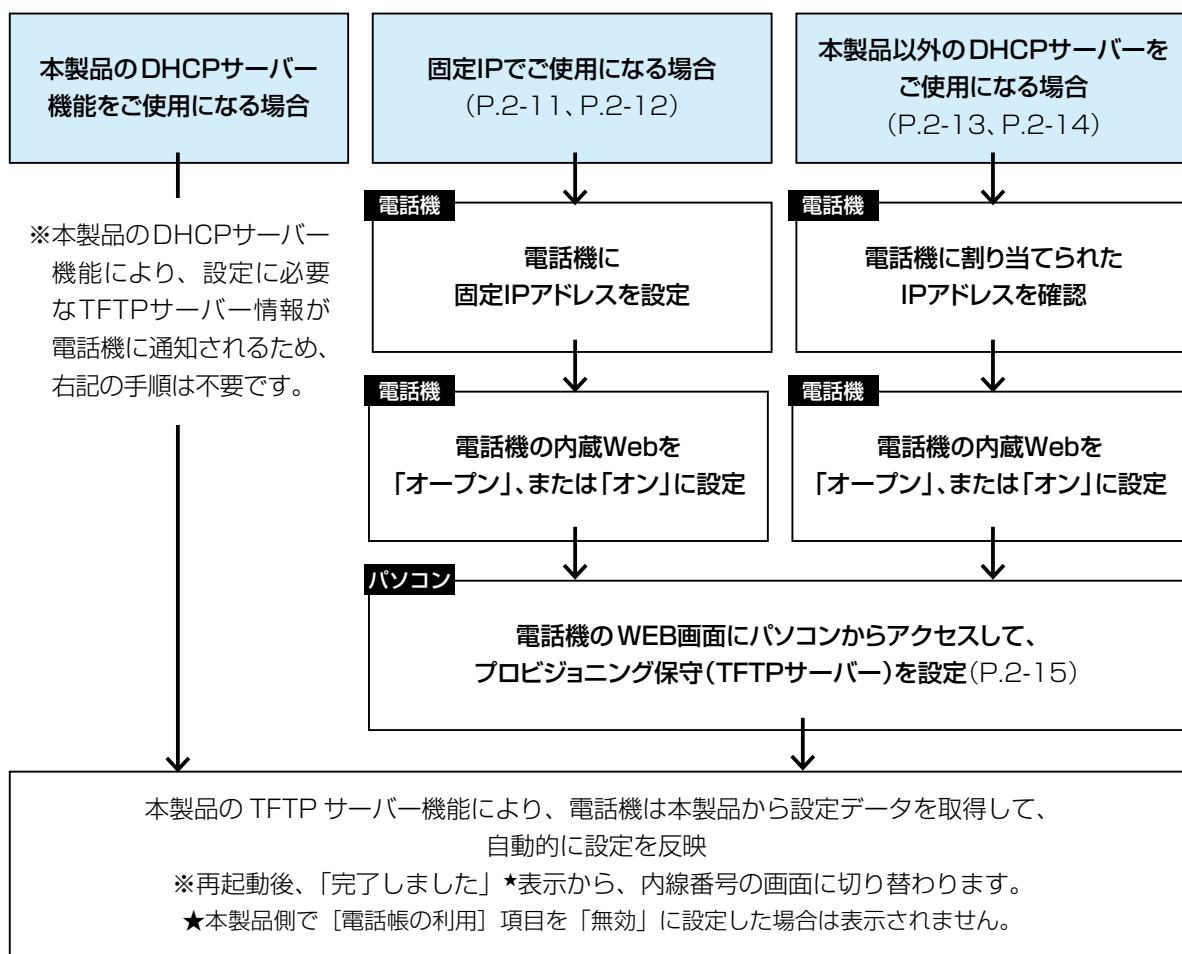 本製品のDHCPサーバー
機能をご使用になる場合
固定IPでご使用になる場合
（P.2-11、P.2-12）
本製品以外のDHCPサーバーを
ご使用になる場合
（P.2-13、P.2-14）
※本製品のDHCPサーバー
機能により、設定に必要
なTFTPサーバー情報が
電話機に通知されるため、
右記の手順は不要です。
電話機
電話機に
固定IPアドレスを設定
電話機
電話機に割り当てられた
IPアドレスを確認
電話機
電話機の内蔵Webを
「オープン」、または「オン」に設定
電話機
電話機の内蔵Webを
「オープン」、または「オン」に設定
パソコン
電話機のWEB画面にパソコンからアクセスして、
プロビジョニング保守（TFTPサーバー）を設定（P.2-15）
本製品の TFTP サーバー機能により、電話機は本製品から設定データを取得して、
自動的に設定を反映
※再起動後、「完了しました」★表示から、内線番号の画面に切り替わります。
★本製品側で［電話帳の利用］項目を「無効」に設定した場合は表示されません。